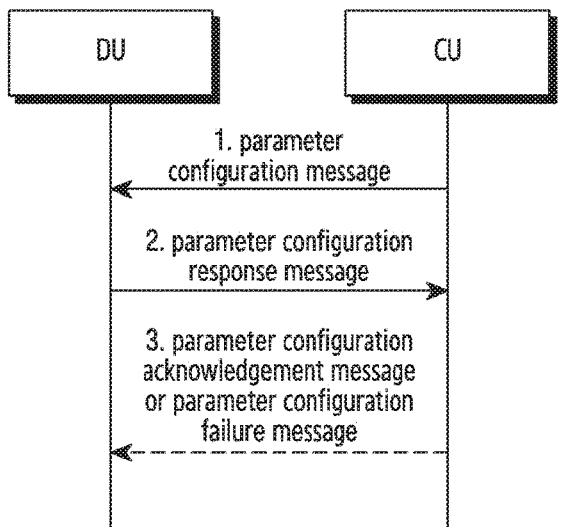 DU
CU
1. parameter
configuration message
2. parameter configuration
response message
3. parameter configuration
acknowledgement message
or parameter configuration
failure message